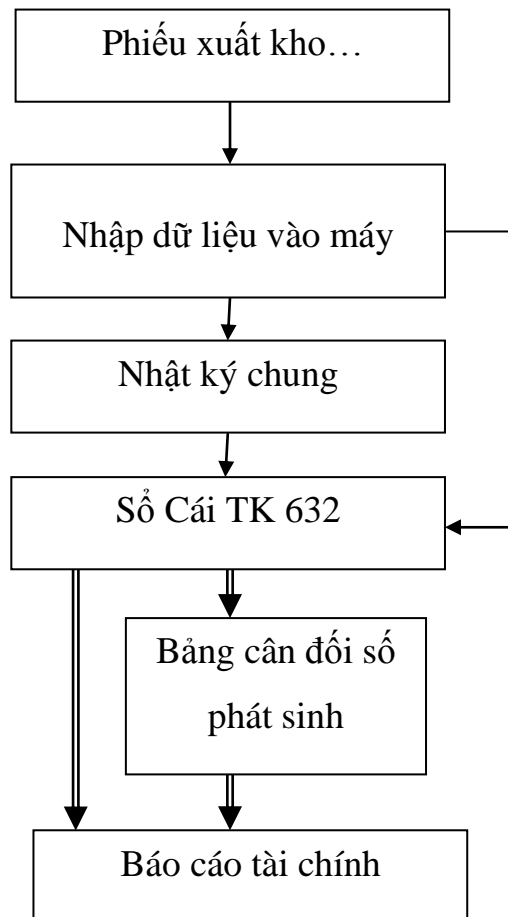 Phiếu xuất kho…
Nhập dữ liệu vào máy
Nhật ký chung
Sổ Cái TK 632
Bảng cân đối số
phát sinh
Báo cáo tài chính